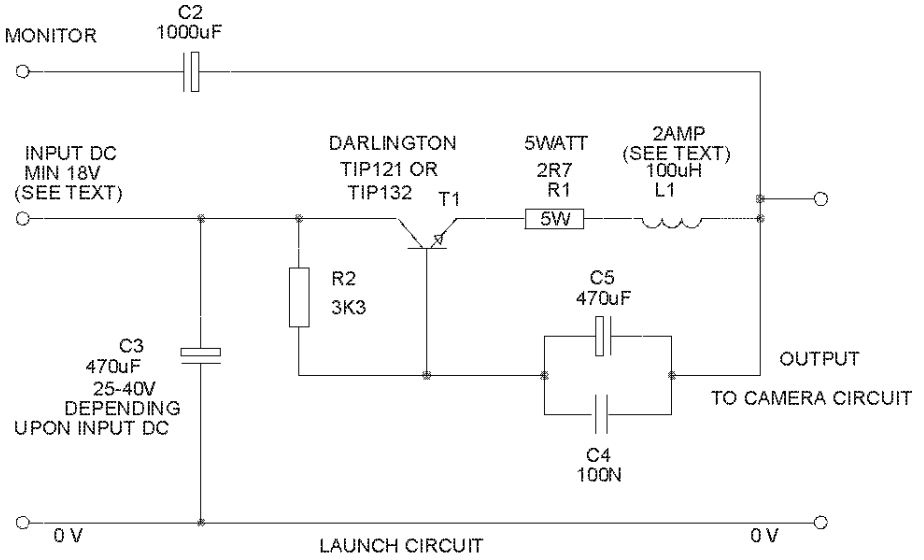 C2
1000uF
MONITOR
INPUT DC
MIN 18V
(SEE TEXT)
DARLINGTON
TIP121 OR
TIP132
T1
5WATT
2R7
R1
5W
2AMP
(SEE TEXT)
100uH
L1
R2
3K3
C5
470uF
C3
470uF
25-40V
DEPENDING
UPON INPUT DC
OUTPUT
TO CAMERA CIRCUIT
C4
100N
0 V
LAUNCH CIRCUIT
0 V